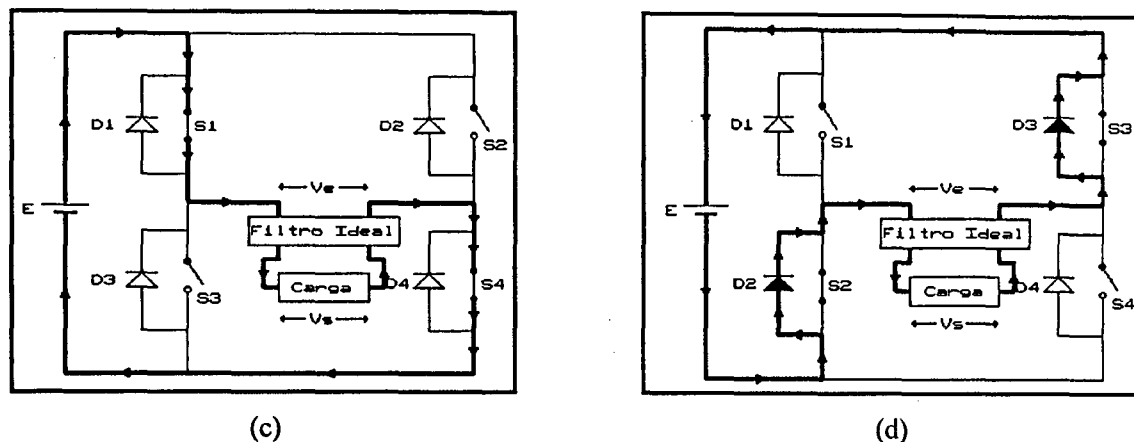 D1
S1
D2
S2
E
Ve
Filtro Ideal
D3
S3
Carga
D4
S4
Vs
(c)
D1
S1
D3
S3
E
Ve
Filtro Ideal
D2
S2
Carga
D4
S4
Vs
(d)